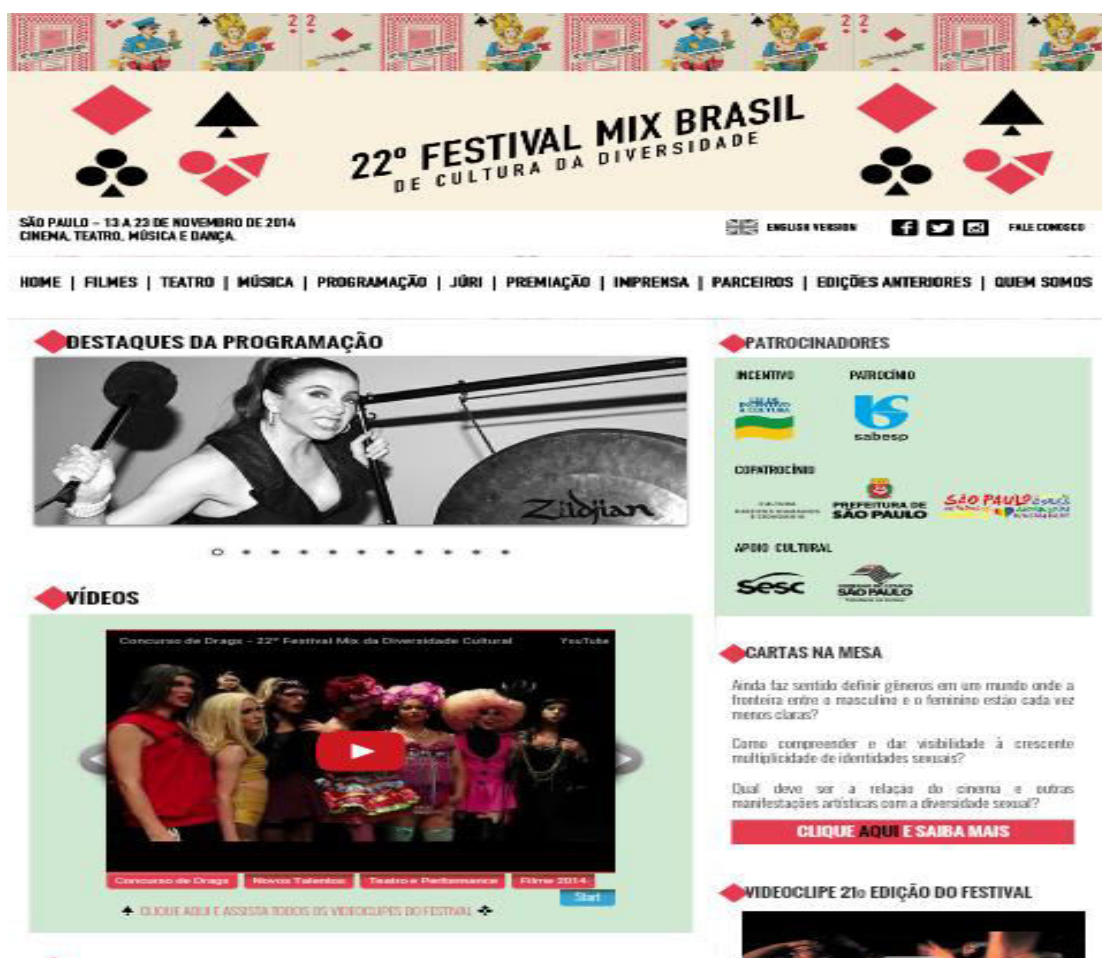 22º FESTIVAL MIX BRASIL
DE CULTURA DA DIVERSIDADE
SÃO PAULO – 13 A 23 DE NOVEMBRO DE 2014
CINEMA, TEATRO, MÚSICA E DANÇA.
ENGLISH VERSION
FALE CONOSCO
HOME | FILMES | TEATRO | MÚSICA | PROGRAMAÇÃO | JÚRI | PREMIAÇÃO | IMPRENSA | PARCEIROS | EDIÇÕES ANTERIORES | QUEM SOMOS
DESTAQUES DA PROGRAMAÇÃO
Zildjian
VÍDEOS
Concurso de Drags - 22º Festival Mix da Diversidade Cultural
YouTube
Concurso de Drags
Novos Talentos
Teatro e Performance
Filme 2014
Start
CLIQUE AQUI E ASSISTA TODOS OS VIDEOCLIPES DO FESTIVAL
PATROCINADORES
INCENTIVO PATROCÍNIO
LEI DE
INCENTIVO
À CULTURA
sabesp
COPATROCÍNIO
CULTURA
PREFEITURA DE
SÃO PAULO
SÃO PAULO
APOIO CULTURAL
Sesc
SÃO PAULO
CARTAS NA MESA
Ainda faz sentido definir gêneros em um mundo onde a
fronteira entre o masculino e o feminino estão cada vez
menos claras?
Como compreender e dar visibilidade à crescente
multiplicidade de identidades sexuais?
Qual deve ser a relação do cinema e outras
manifestações artísticas com a diversidade sexual?
CLIQUE AQUI E SAIBA MAIS
VIDEOCLIPE 21o EDIÇÃO DO FESTIVAL